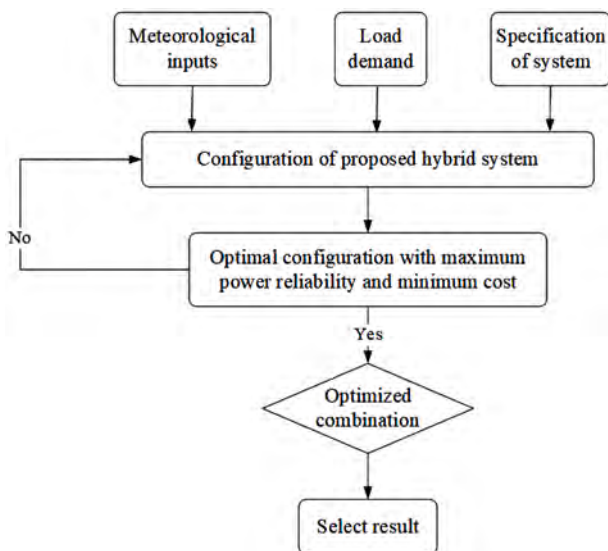 Meteorological
inputs
Load
demand
Specification
of system
Configuration of proposed hybrid system
No
Optimal configuration with maximum
power reliability and minimum cost
Yes
Optimized
combination
Select result